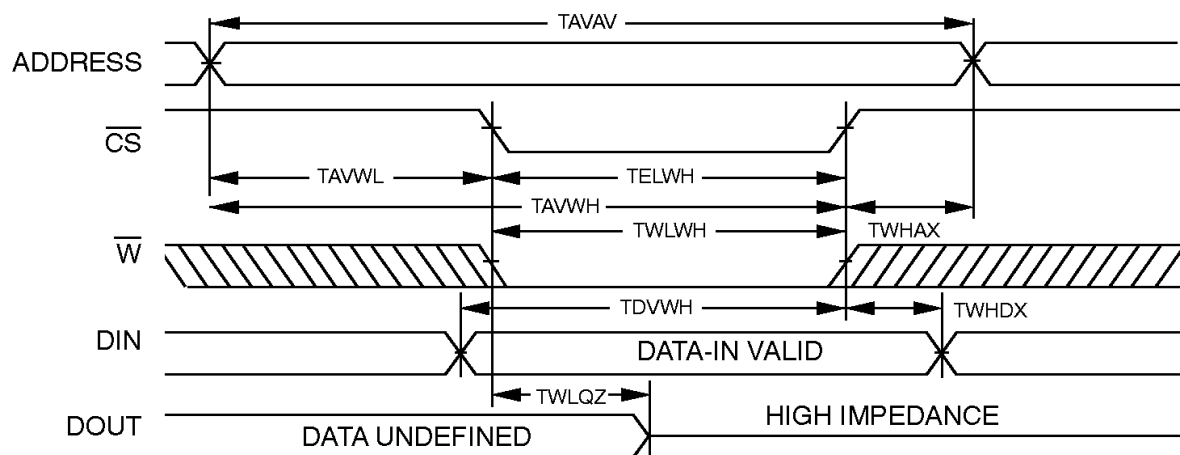 TAVAV
ADDRESS
CS
TAVWL
TELWH
TAVWH
TWLWH
TWHAX
W
TDVWH
TWHDX
DIN
DATA-IN VALID
TWLQZ
DOUT
DATA UNDEFINED
HIGH IMPEDANCE